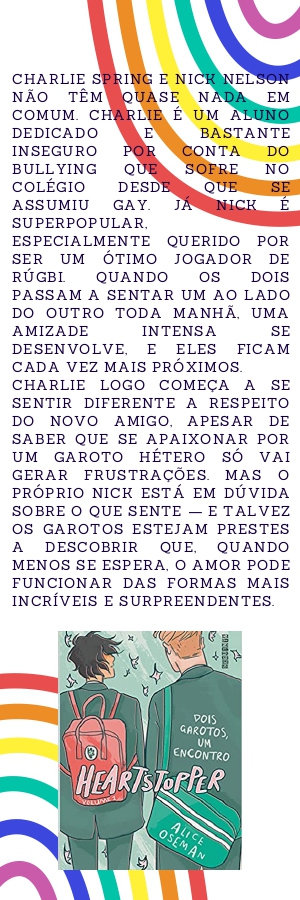 CHARLIE SPRING E NICK NELSON
NÃO TÊM QUASE NADA EM
COMUM. CHARLIE É UM ALUNO
DEDICADO E BASTANTE
INSEGURO POR CONTA DO
BULLYING QUE SOFRE NO
COLÉGIO DESDE QUE SE
ASSUMIU GAY. JÁ NICK É
SUPERPOPULAR,
ESPECIALMENTE QUERIDO POR
SER UM ÓTIMO JOGADOR DE
RÚGBI. QUANDO OS DOIS
PASSAM A SENTAR UM AO LADO
DO OUTRO TODA MANHÃ, UMA
AMIZADE INTENSA SE
DESENVOLVE, E ELES FICAM
CADA VEZ MAIS PRÓXIMOS.
CHARLIE LOGO COMEÇA A SE
SENTIR DIFERENTE A RESPEITO
DO NOVO AMIGO, APESAR DE
SABER QUE SE APAIXONAR POR
UM GAROTO HÉTERO SÓ VAI
GERAR FRUSTRAÇÕES. MAS O
PRÓPRIO NICK ESTÁ EM DÚVIDA
SOBRE O QUE SENTE — E TALVEZ
OS GAROTOS ESTEJAM PRESTES
A DESCOBRIR QUE, QUANDO
MENOS SE ESPERA, O AMOR PODE
FUNCIONAR DAS FORMAS MAIS
INCRÍVEIS E SURPREENDENTES.
DOIS
GAROTOS,
UM
ENCONTRO
HEARTSTOPPER
VOLUME 1
ALICE
OSEMAN